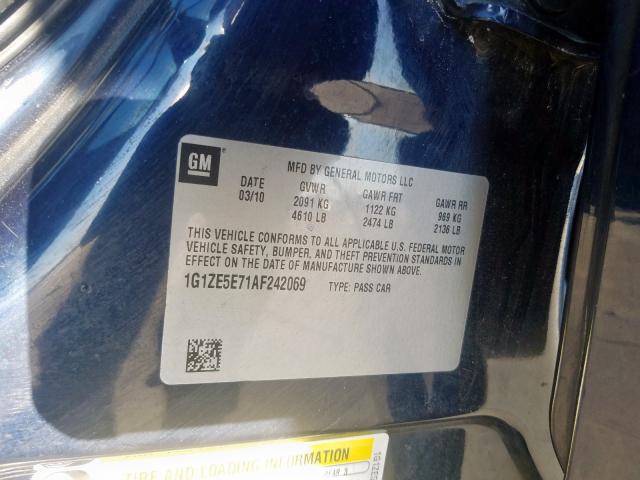 GM
MFD BY GENERAL MOTORS LLC
DATE GVWR GAWR FRT GAWR RR
03/10 2091 KG 1122 KG 969 KG
4610 LB 2474 LB 2136 LB
THIS VEHICLE CONFORMS TO ALL APPLICABLE U.S. FEDERAL MOTOR
VEHICLE SAFETY, BUMPER, AND THEFT PREVENTION STANDARDS IN
EFFECT ON THE DATE OF MANUFACTURE SHOWN ABOVE.
1G1ZE5E71AF242069 TYPE: PASS CAR
TIRE AND LOADING INFORMATION